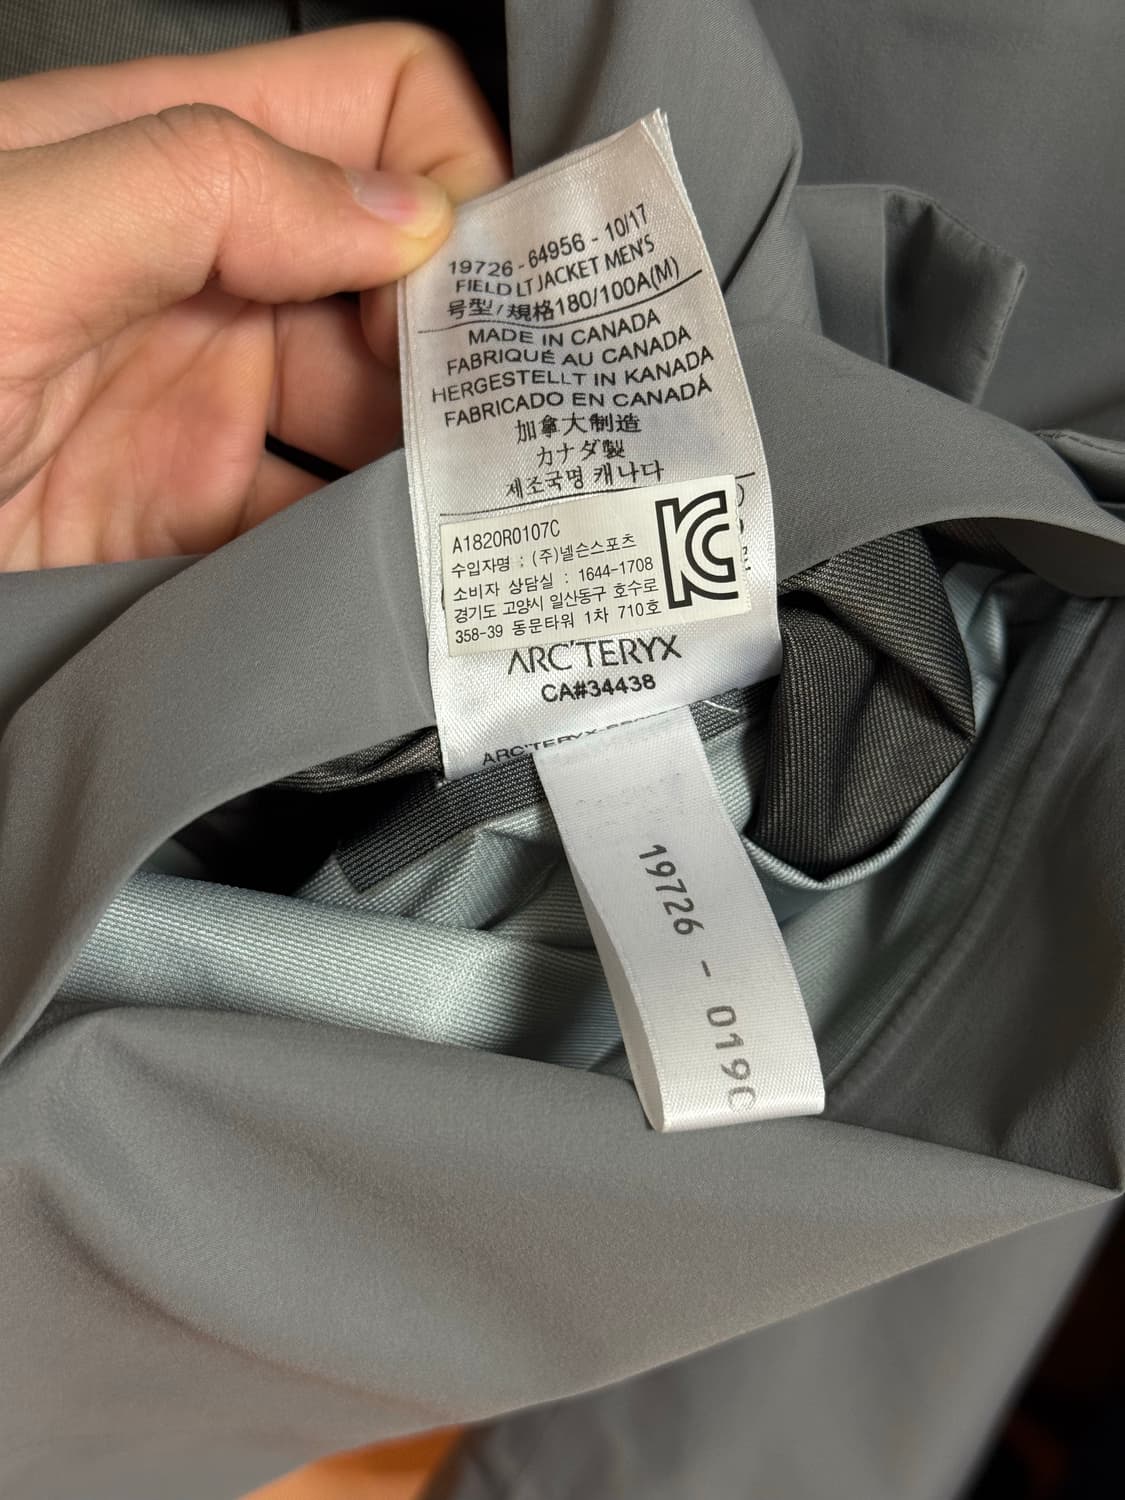 19726 - 64956 - 10/17
FIELD LT JACKET MEN'S
号型/規格180/100A(M)
MADE IN CANADA
FABRIQUÉ AU CANADA
HERGESTELLT IN KANADA
FABRICADO EN CANADÁ
加拿大制造
カナダ製
제조국명 캐나다
A1820R0107C
수입자명 : (주)넬슨스포츠
소비자 상담실 : 1644-1708
경기도 고양시 일산동구 호수로
358-39 동문타워 1차 710호
ARC'TERYX
CA#34438
ARC'TERYX
19726 - 0190